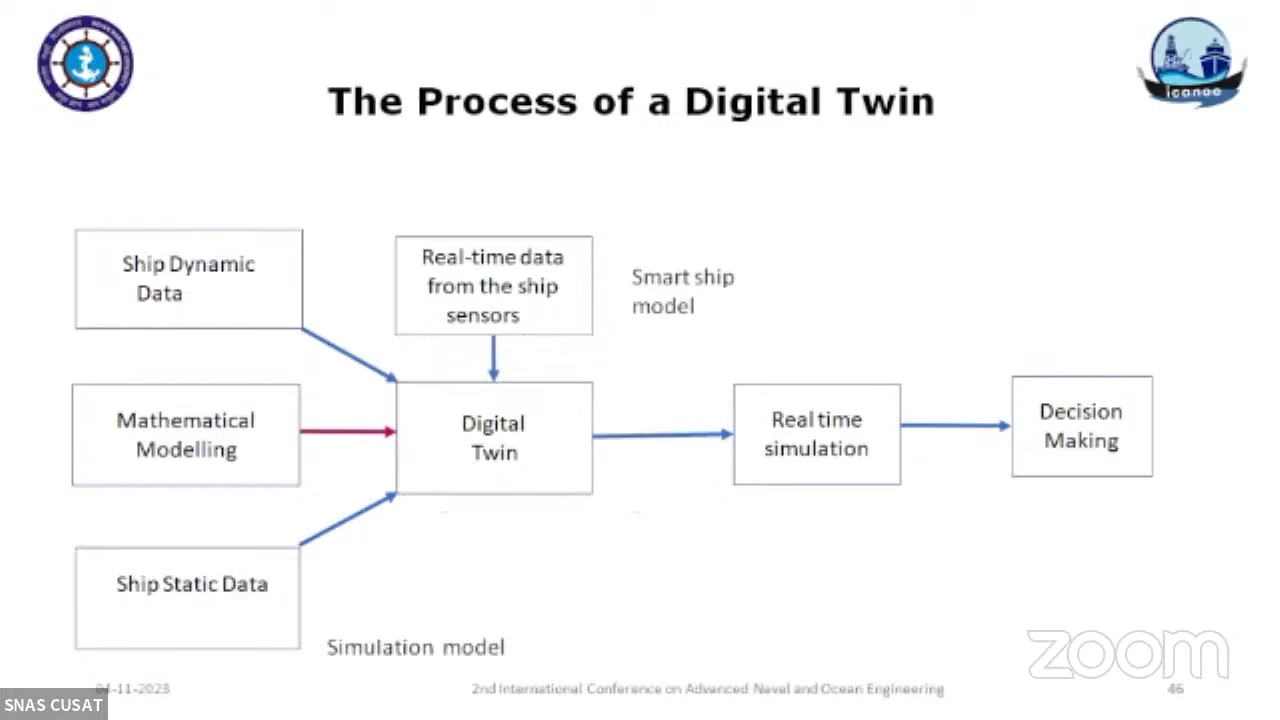 The Process of a Digital Twin
iconoe
Ship Dynamic
Data
Real-time data
from the ship
sensors
Smart ship
model
Mathematical
Modelling
Digital
Twin
Real time
simulation
Decision
Making
Ship Static Data
Simulation model
zoom
04-11-2023
2nd International Conference on Advanced Naval and Ocean Engineering
46
SNAS CUSAT